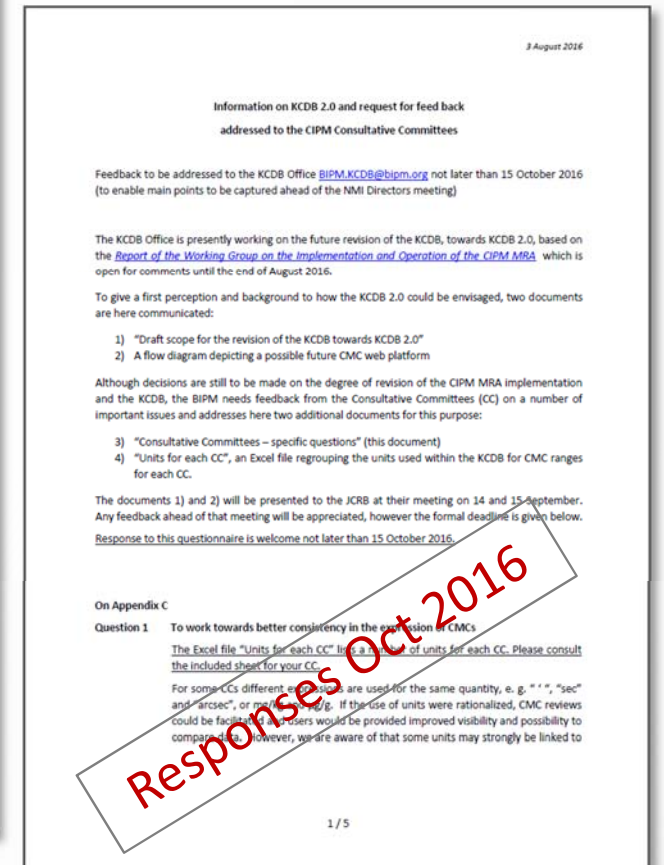 3 August 2016
Information on KCDB 2.0 and request for feed back
addressed to the CIPM Consultative Committees
Feedback to be addressed to the KCDB Office BIPM.KCDB@bipm.org not later than 15 October 2016
(to enable main points to be captured ahead of the NMI Directors meeting)
The KCDB Office is presently working on the future revision of the KCDB, towards KCDB 2.0, based on
the Report of the Working Group on the Implementation and Operation of the CIPM MRA which is
open for comments until the end of August 2016.
To give a first perception and background to how the KCDB 2.0 could be envisaged, two documents
are here communicated:
1) "Draft scope for the revision of the KCDB towards KCDB 2.0"
2) A flow diagram depicting a possible future CMC web platform
Although decisions are still to be made on the degree of revision of the CIPM MRA implementation
and the KCDB, the BIPM needs feedback from the Consultative Committees (CC) on a number of
important issues and addresses here two additional documents for this purpose:
3) "Consultative Committees – specific questions" (this document)
4) "Units for each CC", an Excel file regrouping the units used within the KCDB for CMC ranges
for each CC.
The documents 1) and 2) will be presented to the JCRB at their meeting on 14 and 15 September.
Any feedback ahead of that meeting will be appreciated, however the formal deadline is given below.
Response to this questionnaire is welcome not later than 15 October 2016.
On Appendix C
Question 1 To work towards better consistency in the expression of CMCs
The Excel file "Units for each CC" lists a number of units for each CC. Please consult
the included sheet for your CC.
For some CCs different expressions are used for the same quantity, e. g. " ' ", "sec"
and "arcsec", or mg/kg and µg/g. If the use of units were rationalized, CMC reviews
could be facilitated and users would be provided improved visibility and possibility to
compare data. However, we are aware of that some units may strongly be linked to
Responses Oct 2016
1 / 5